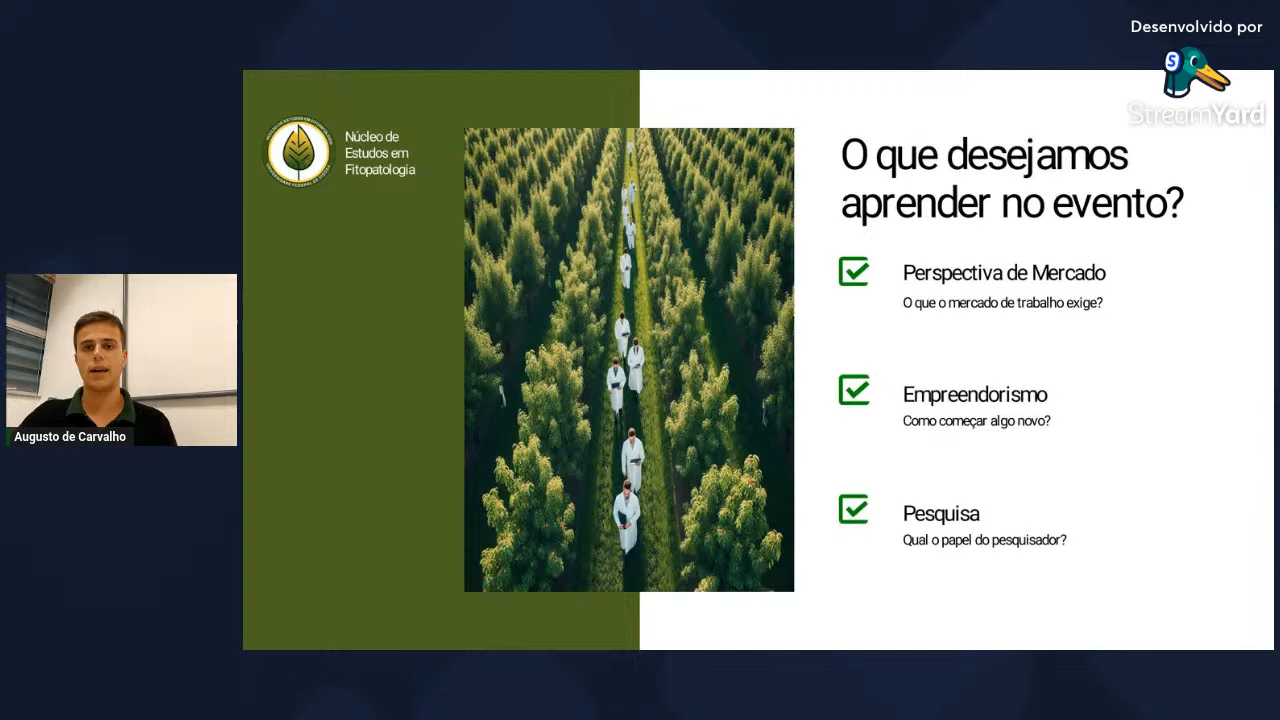 Desenvolvido por
StreamYard
Núcleo de
Estudos em
Fitopatologia
O que desejamos
aprender no evento?
Perspectiva de Mercado
O que o mercado de trabalho exige?
Empreendorismo
Como começar algo novo?
Pesquisa
Qual o papel do pesquisador?
Augusto de Carvalho